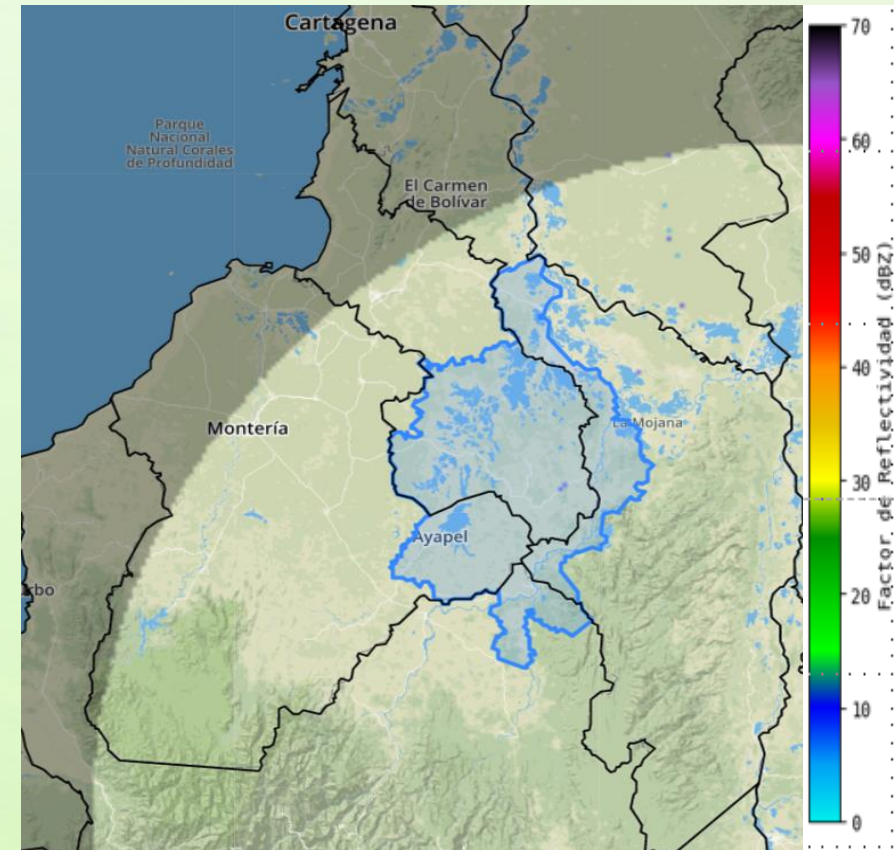 Cartagena
Parque
Nacional
Natural Corales
de Profundidad
El Carmen
de Bolívar
Montería
La Mojana
Ayapel
rbo
70
60
50
40
30
20
10
0
Factor de Reflectividad (dBZ)